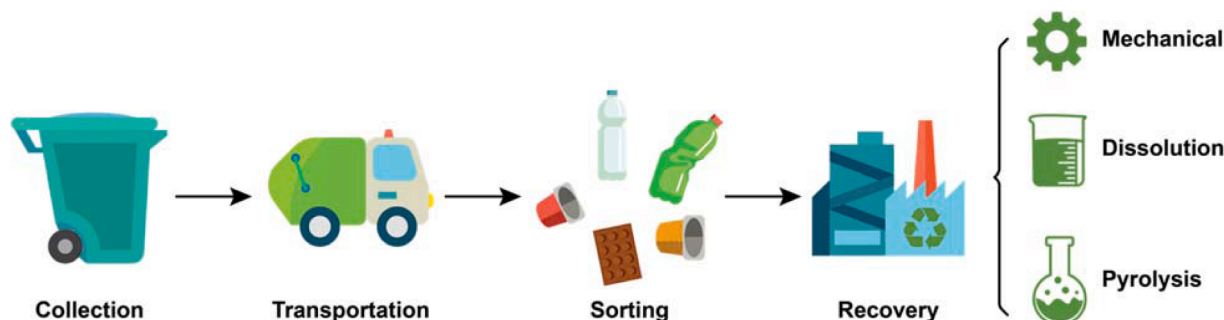 Mechanical
Dissolution
Pyrolysis
Collection
Transportation
Sorting
Recovery